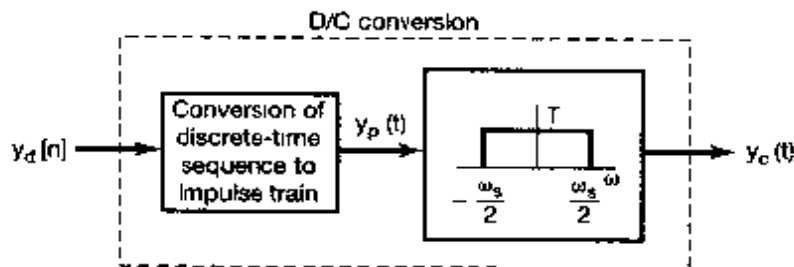 D/C conversion
y_d [n]
Conversion of
discrete-time
sequence to
impulse train
y_p (t)
T
ω
- ω_s/2
ω_s/2
y_c (t)